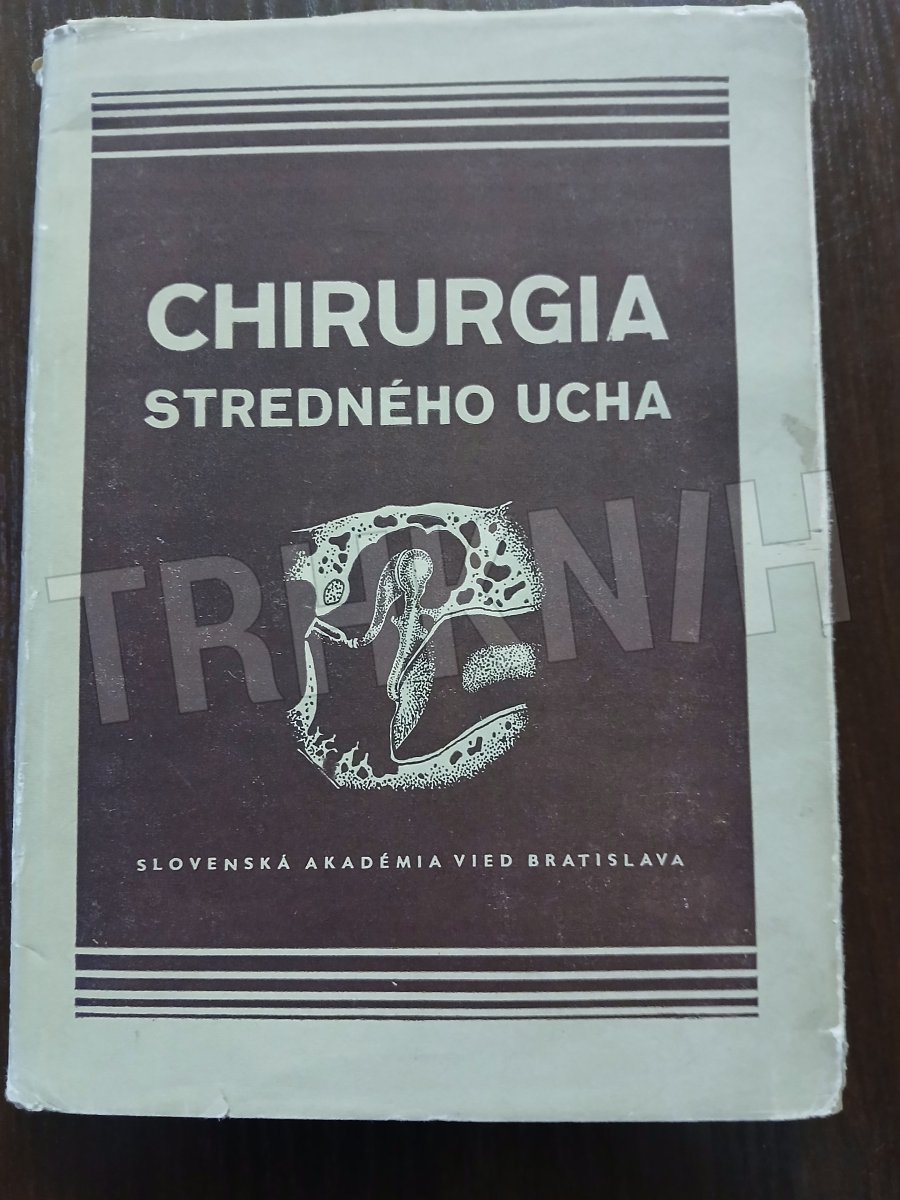 CHIRURGIA
STREDNÉHO UCHA
TRHKNIH
SLOVENSKÁ AKADÉMIA VIED BRATISLAVA